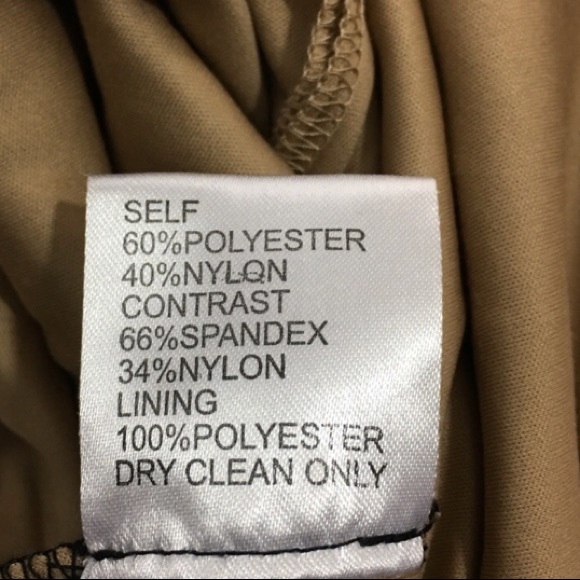 SELF
60%POLYESTER
40%NYLON
CONTRAST
66%SPANDEX
34%NYLON
LINING
100%POLYESTER
DRY CLEAN ONLY